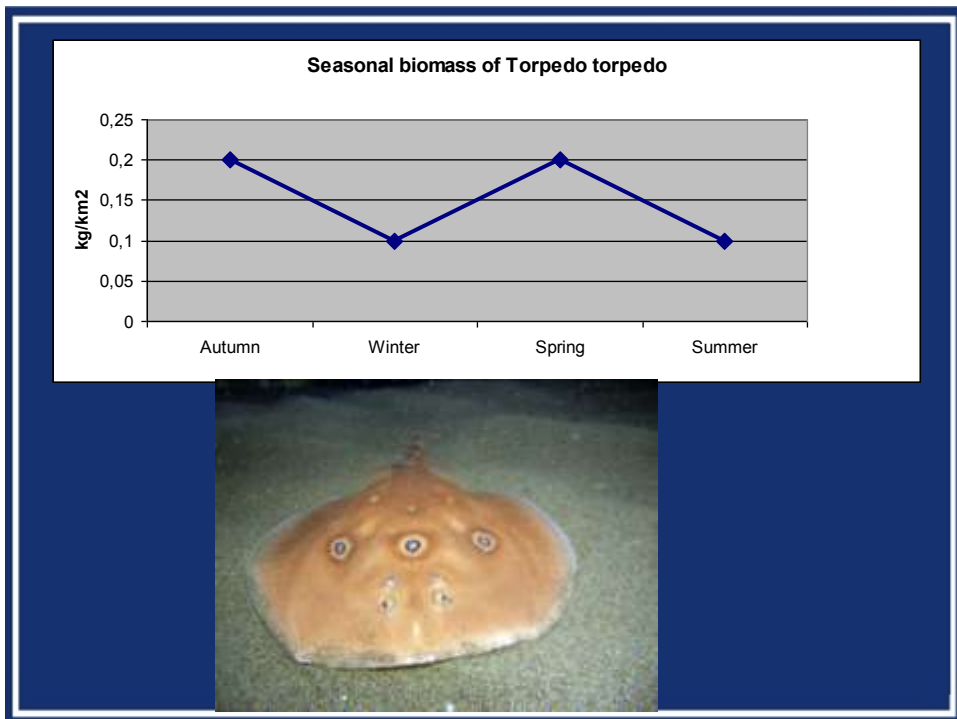 Seasonal biomass of Torpedo torpedo
0,25
0,2
0,15
0,1
0,05
0
kg/km2
Autumn Winter Spring Summer